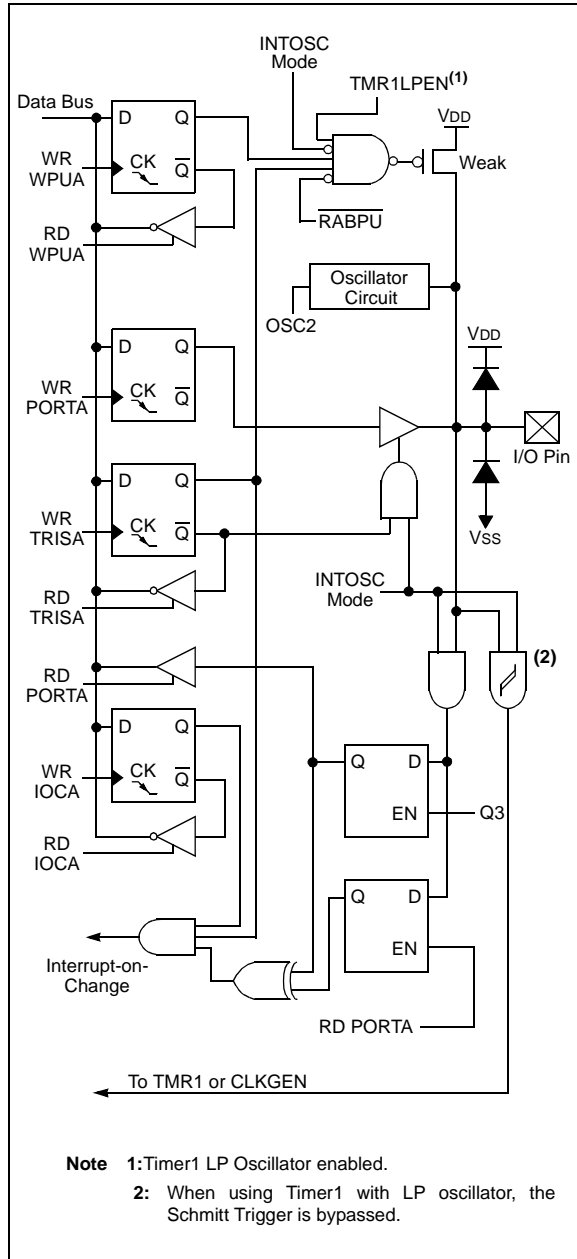 INTOSC
Mode
TMR1LPEN(1)
Data Bus
D Q
VDD
WR
WPUA
CK Q
Weak
RD
WPUA
RABPU
Oscillator
Circuit
OSC2
VDD
D Q
WR
PORTA
CK Q
I/O Pin
D Q
WR
TRISA
CK Q
VSS
INTOSC
Mode
RD
TRISA
(2)
RD
PORTA
D Q
WR
IOCA
CK Q
Q D
EN
Q3
RD
IOCA
Q D
EN
Interrupt-on-
Change
RD PORTA
To TMR1 or CLKGEN
Note 1:Timer1 LP Oscillator enabled.
2: When using Timer1 with LP oscillator, the
Schmitt Trigger is bypassed.